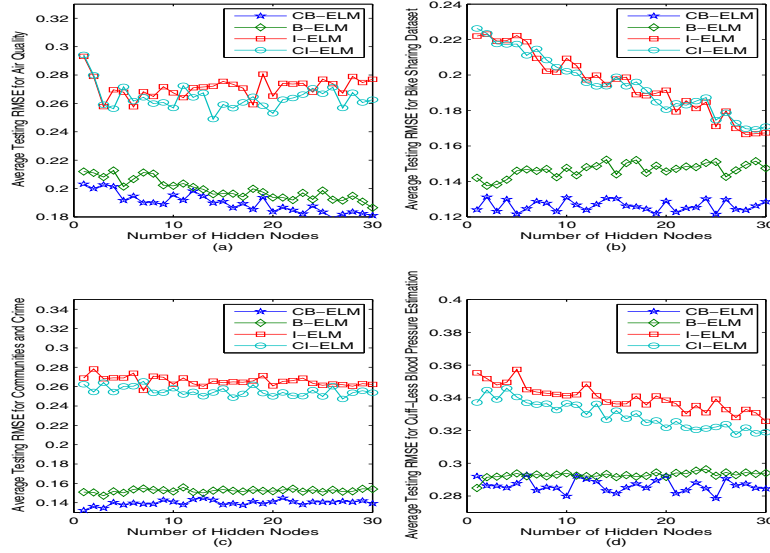 Average Testing RMSE for Air Quality
0.32
0.3
0.28
0.26
0.24
0.22
0.2
0.18
0
10
20
30
CB−ELM
B−ELM
I−ELM
CI−ELM
Number of Hidden Nodes
(a)
Average Testing RMSE for Bike Sharing Dataset
0.22
0.2
0.18
0.16
0.14
0.12
0
10
20
30
CB−ELM
B−ELM
I−ELM
CI−ELM
Number of Hidden Nodes
(b)
Average Testing RMSE for Communities and Crime
0.34
0.32
0.3
0.28
0.26
0.24
0.22
0.2
0.18
0.16
0.14
0
10
20
30
CB−ELM
B−ELM
I−ELM
CI−ELM
Number of Hidden Nodes
(c)
Average Testing RMSE for Cuff−Less Blood Pressure Estimation
0.4
0.38
0.36
0.34
0.32
0.3
0.28
0
10
20
30
CB−ELM
B−ELM
I−ELM
CI−ELM
Number of Hidden Nodes
(d)